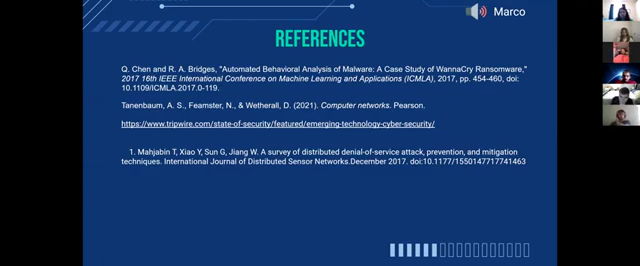 Marco
REFERENCES
Q. Chen and R. A. Bridges, "Automated Behavioral Analysis of Malware: A Case Study of WannaCry Ransomware,"
2017 16th IEEE International Conference on Machine Learning and Applications (ICMLA), 2017, pp. 454-460, doi:
10.1109/ICMLA.2017.0-119.
Tanenbaum, A. S., Feamster, N., & Wetherall, D. (2021). Computer networks. Pearson.
https://www.tripwire.com/state-of-security/featured/emerging-technology-cyber-security/
1. Mahjabin T, Xiao Y, Sun G, Jiang W. A survey of distributed denial-of-service attack, prevention, and mitigation
techniques. International Journal of Distributed Sensor Networks.December 2017. doi:10.1177/1550147717741463